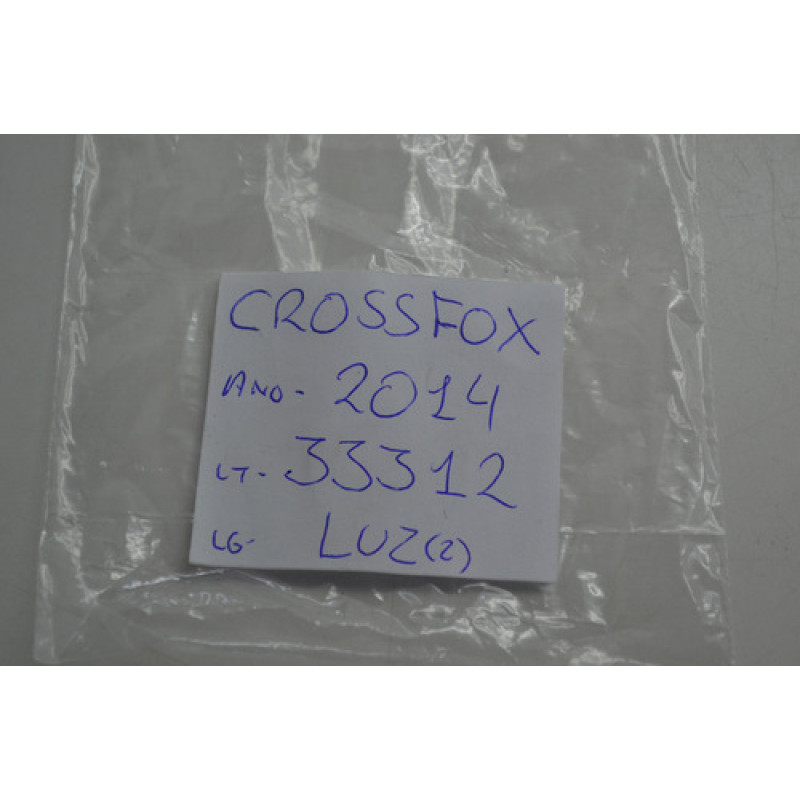 CROSSFOX
ANO- 2014
LT- 33312
LG- LUZ(2)